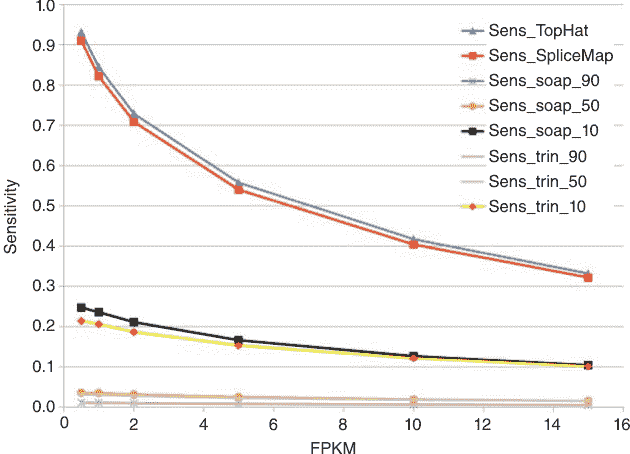 1.0
0.9
0.8
0.7
0.6
0.5
0.4
0.3
0.2
0.1
0.0
Sensitivity
0 2 4 6 8 10 12 14 16
FPKM
Sens_TopHat
Sens_SpliceMap
Sens_soap_90
Sens_soap_50
Sens_soap_10
Sens_trin_90
Sens_trin_50
Sens_trin_10